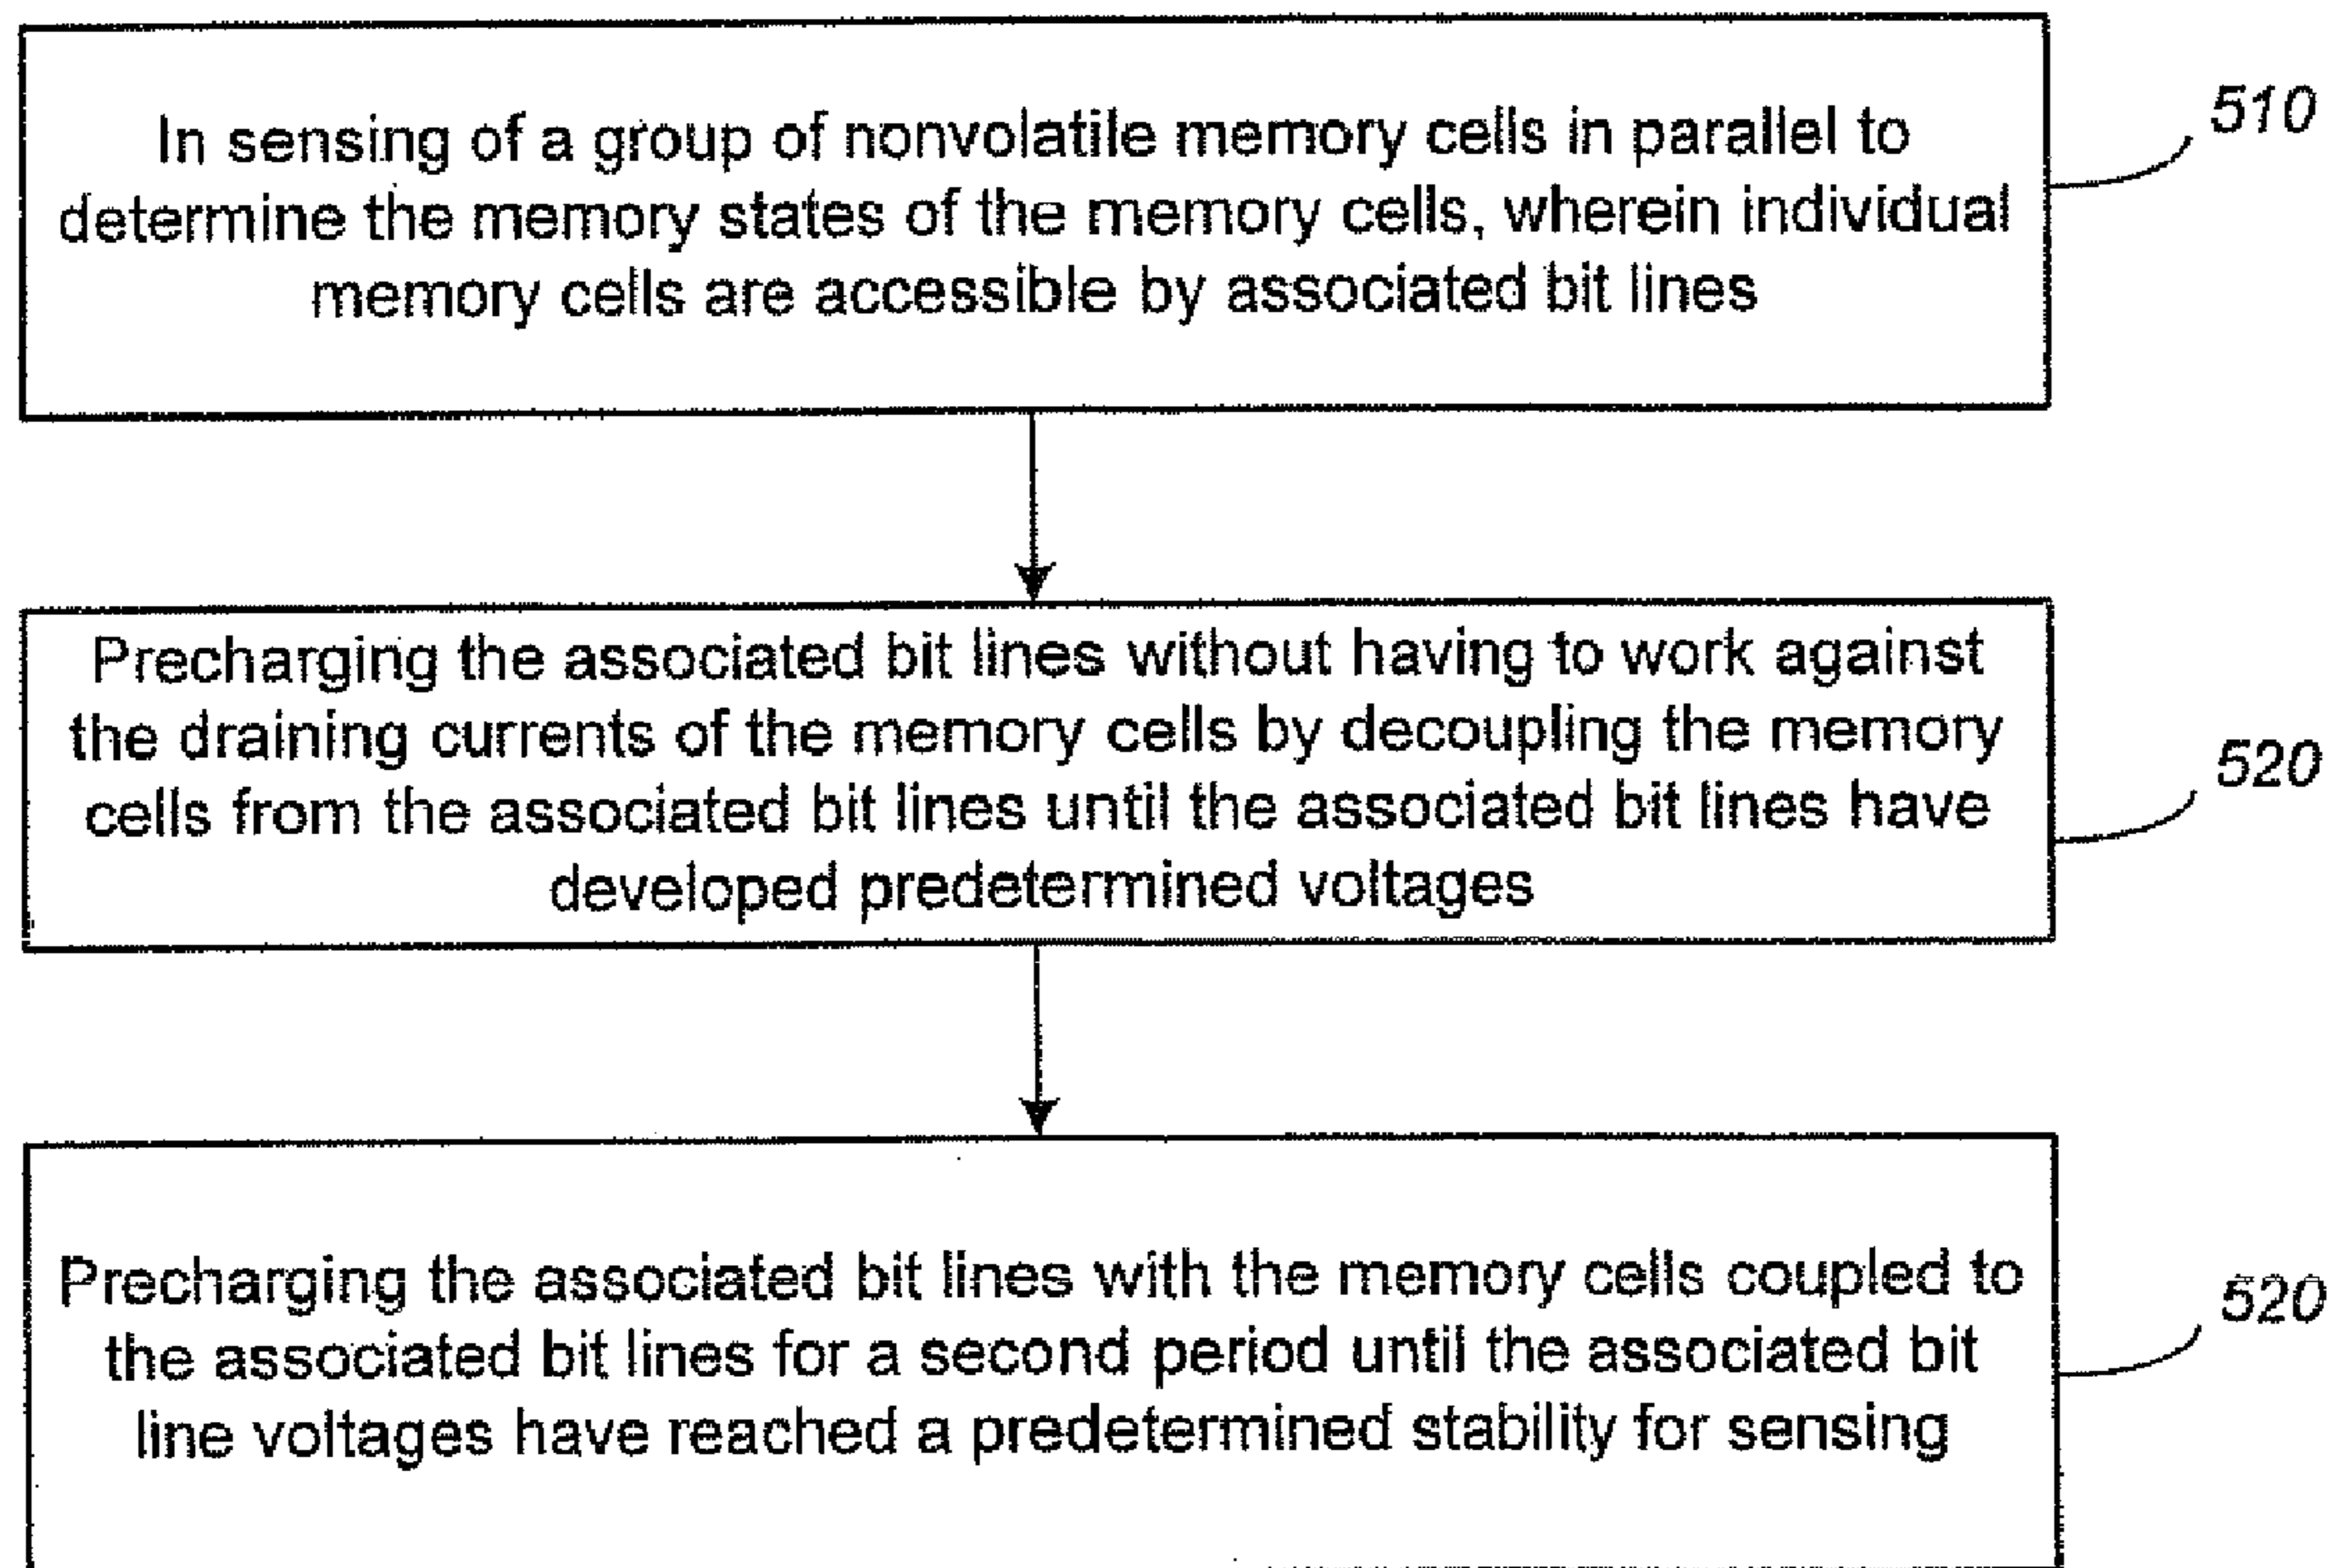 In sensing of a group of nonvolatile memory cells in parallel to
determine the memory states of the memory cells, wherein individual
memory cells are accessible by associated bit lines
510
Precharging the associated bit lines without having to work against
the draining currents of the memory cells by decoupling the memory
cells from the associated bit lines until the associated bit lines have
developed predetermined voltages
520
Precharging the associated bit lines with the memory cells coupled to
the associated bit lines for a second period until the associated bit
line voltages have reached a predetermined stability for sensing
520